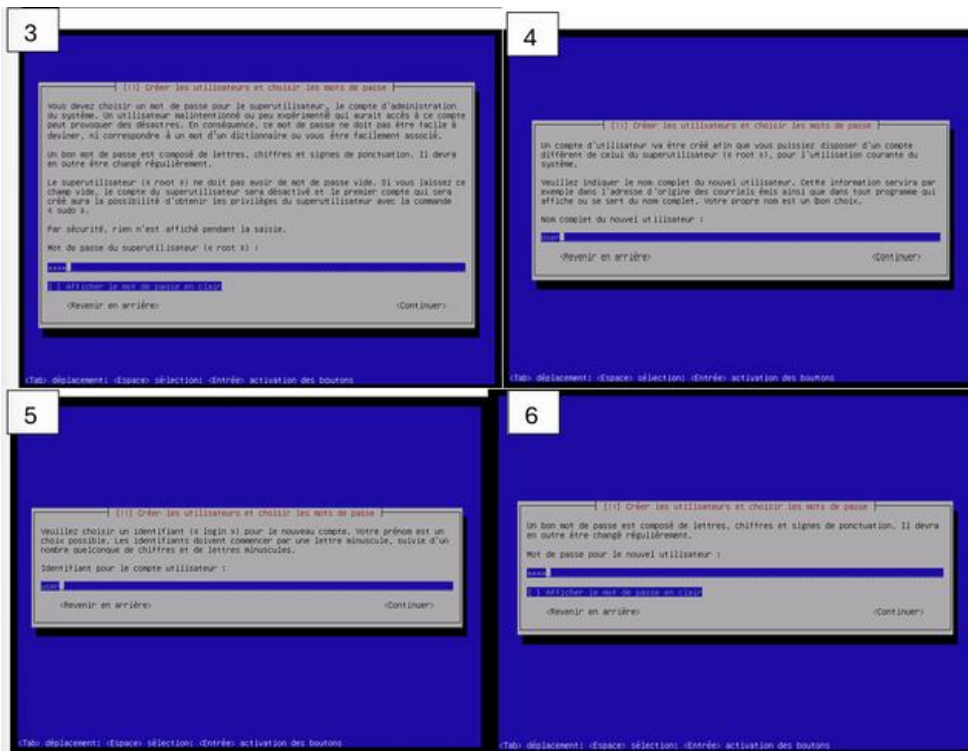 3
[!!] Créer les utilisateurs et choisir les mots de passe
Vous devez choisir un mot de passe pour le superutilisateur, le compte d'administration
du système. Un utilisateur malintentionné ou peu expérimenté qui aurait accès à ce compte
peut provoquer des désastres. En conséquence, ce mot de passe ne doit pas être facile à
deviner, ni correspondre à un mot d'un dictionnaire ou vous être facilement associé.
Un bon mot de passe est composé de lettres, chiffres et signes de ponctuation. Il devra
en outre être changé régulièrement.
Le superutilisateur (« root ») ne doit pas avoir de mot de passe vide. Si vous laissez ce
champ vide, le compte du superutilisateur sera désactivé et le premier compte qui sera
créé aura la possibilité d'obtenir les privilèges du superutilisateur avec la commande
« sudo ».
Par sécurité, rien n'est affiché pendant la saisie.
Mot de passe du superutilisateur (« root ») :
****
[ ] Afficher le mot de passe en clair
<Revenir en arrière> <Continuer>
<Tab> déplacement; <Espace> sélection; <Entrée> activation des boutons
4
[!!] Créer les utilisateurs et choisir les mots de passe
Un compte d'utilisateur va être créé afin que vous puissiez disposer d'un compte
différent de celui du superutilisateur (« root »), pour l'utilisation courante du
système.
Veuillez indiquer le nom complet du nouvel utilisateur. Cette information servira par
exemple dans l'adresse d'origine des courriels émis ainsi que dans tout programme qui
affiche ou se sert du nom complet. Votre propre nom est un bon choix.
Nom complet du nouvel utilisateur :
user
<Revenir en arrière> <Continuer>
<Tab> déplacement; <Espace> sélection; <Entrée> activation des boutons
5
[!!] Créer les utilisateurs et choisir les mots de passe
Veuillez choisir un identifiant (« login ») pour le nouveau compte. Votre prénom est un
choix possible. Les identifiants doivent commencer par une lettre minuscule, suivie d'un
nombre quelconque de chiffres et de lettres minuscules.
Identifiant pour le compte utilisateur :
user
<Revenir en arrière> <Continuer>
<Tab> déplacement; <Espace> sélection; <Entrée> activation des boutons
6
[!!] Créer les utilisateurs et choisir les mots de passe
Un bon mot de passe est composé de lettres, chiffres et signes de ponctuation. Il devra
en outre être changé régulièrement.
Mot de passe pour le nouvel utilisateur :
****
[ ] Afficher le mot de passe en clair
<Revenir en arrière> <Continuer>
<Tab> déplacement; <Espace> sélection; <Entrée> activation des boutons